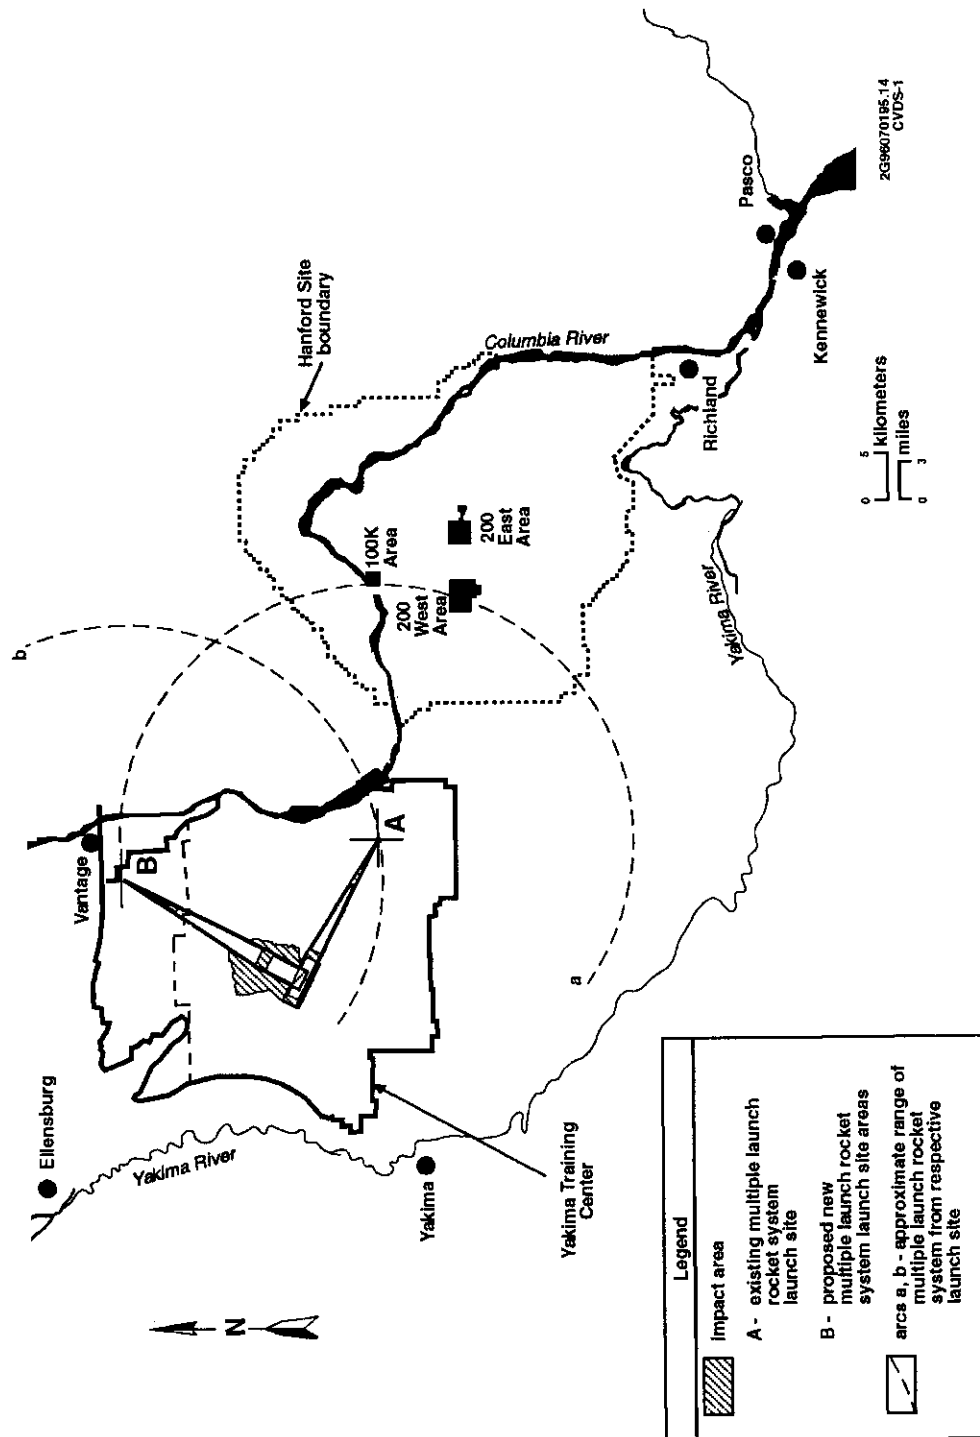 Ellensburg
Vantage
b
Yakima River
B
Hanford Site
boundary
N
A
100K
Area
Columbia River
Yakima
200
West
Area
200
East
Area
Yakima Training
Center
a
Richland
Pasco
Kennewick
Yakima River
0 5
kilometers
miles
0 3
2G96070195.14
CVDS-1
Legend
Impact area
A - existing multiple launch
rocket system
launch site
B - proposed new
multiple launch rocket
system launch site areas
arcs a, b - approximate range of
multiple launch rocket
system from respective
launch site